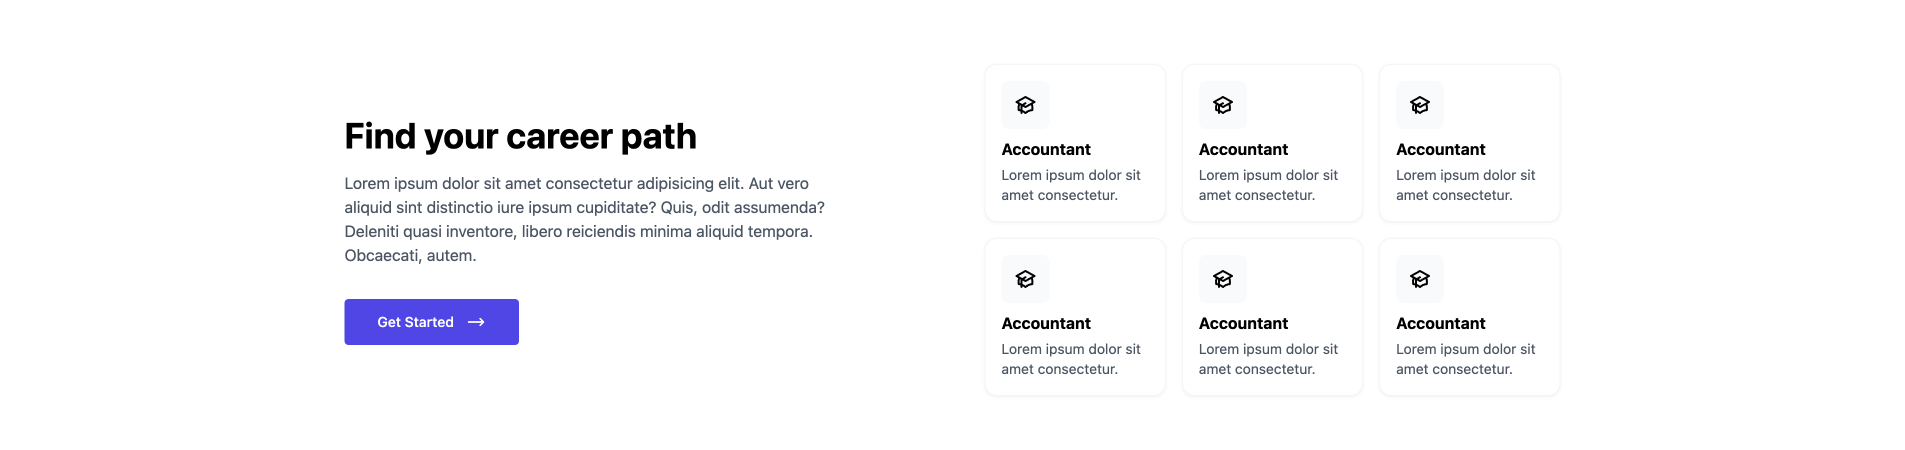 Find your career path
Lorem ipsum dolor sit amet consectetur adipisicing elit. Aut vero
aliquid sint distinctio iure ipsum cupiditate? Quis, odit assumenda?
Deleniti quasi inventore, libero reiciendis minima aliquid tempora.
Obcaecati, autem.
Get Started
Accountant
Lorem ipsum dolor sit
amet consectetur.
Accountant
Lorem ipsum dolor sit
amet consectetur.
Accountant
Lorem ipsum dolor sit
amet consectetur.
Accountant
Lorem ipsum dolor sit
amet consectetur.
Accountant
Lorem ipsum dolor sit
amet consectetur.
Accountant
Lorem ipsum dolor sit
amet consectetur.